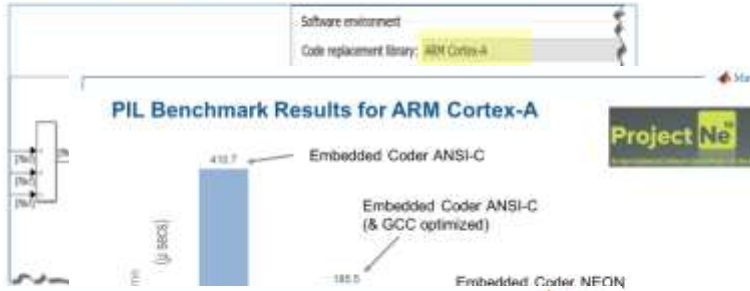 Software environment
Code replacement library: ARM Cortex-A
PIL Benchmark Results for ARM Cortex-A
Project Ne
410.7
Embedded Coder ANSI-C
Embedded Coder ANSI-C
(& GCC optimized)
(µ secs)
185.5
Embedded Coder NEON